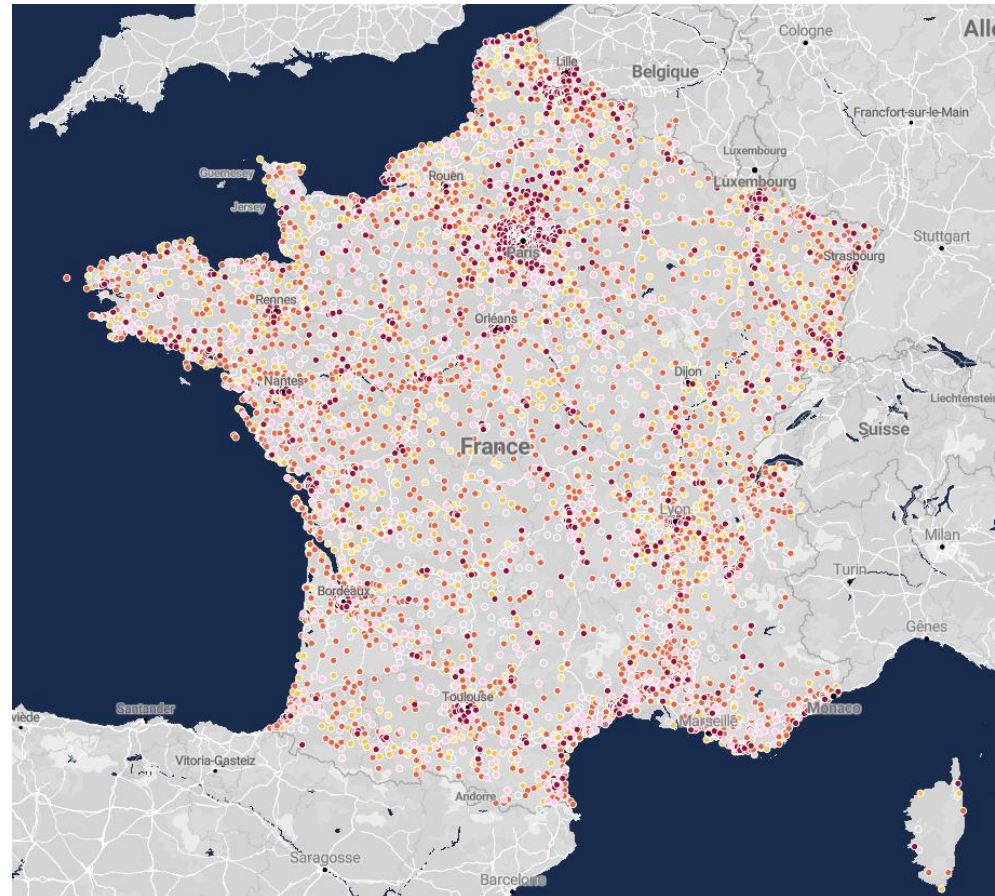 Cologne
Alle
Lille
Belgique
Francfort-sur-le-Main
Luxembourg
Guernesey
Rouen
Luxembourg
Jersey
Paris
Strasbourg
Stuttgart
Rennes
Orléans
Dijon
Nantes
Liechtenstein
France
Suisse
Lyon
Milan
Turin
Bordeaux
Gênes
Toulouse
Monaco
Santander
viède
Marseille
Vitoria-Gasteiz
Andorre
Saragosse
Barcelone